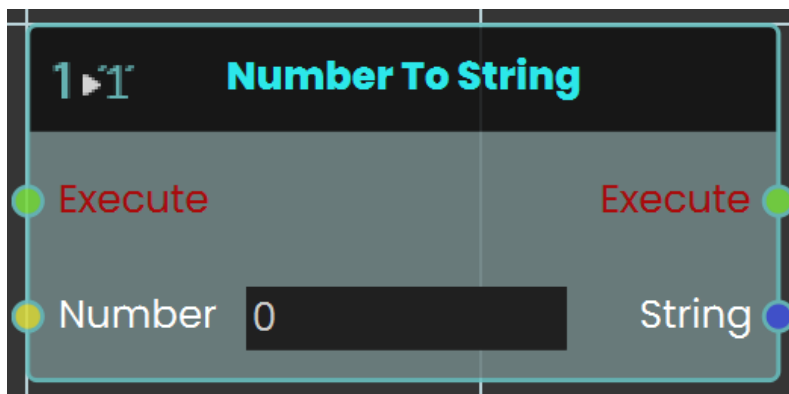 1▸"1" Number To String
Execute Execute
Number 0 String